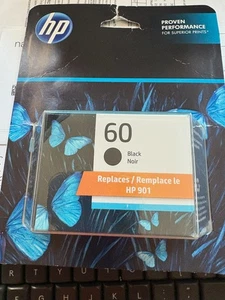 hp
PROVEN
PERFORMANCE
FOR SUPERIOR PRINTS*
60
Black
Noir
Replaces / Remplace le
HP 901